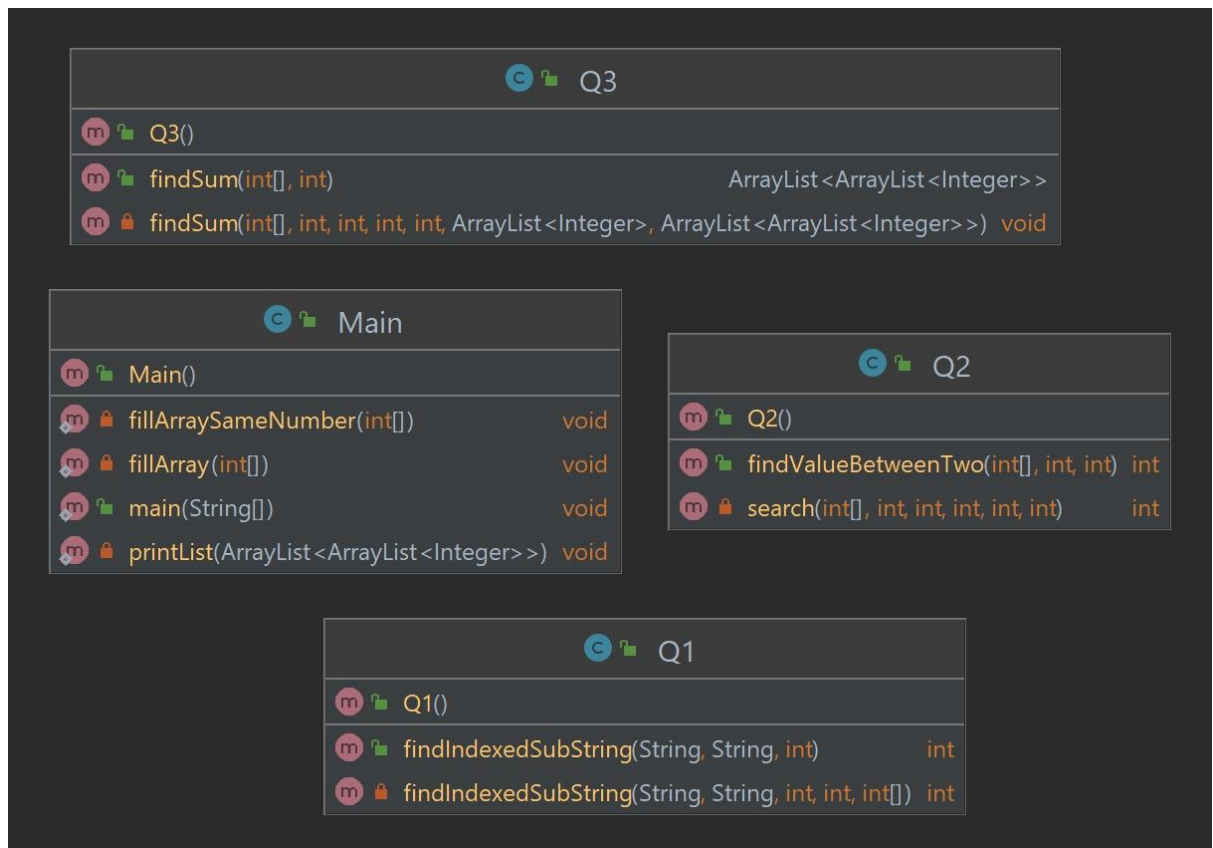 C Q3
m Q3()
m findSum(int[], int) ArrayList<ArrayList<Integer>>
m findSum(int[], int, int, int, int, ArrayList<Integer>, ArrayList<ArrayList<Integer>>) void
C Main
m Main()
m fillArraySameNumber(int[]) void
m fillArray(int[]) void
m main(String[]) void
m printList(ArrayList<ArrayList<Integer>>) void
C Q2
m Q2()
m findValueBetweenTwo(int[], int, int) int
m search(int[], int, int, int, int, int) int
C Q1
m Q1()
m findIndexedSubString(String, String, int) int
m findIndexedSubString(String, String, int, int, int[]) int